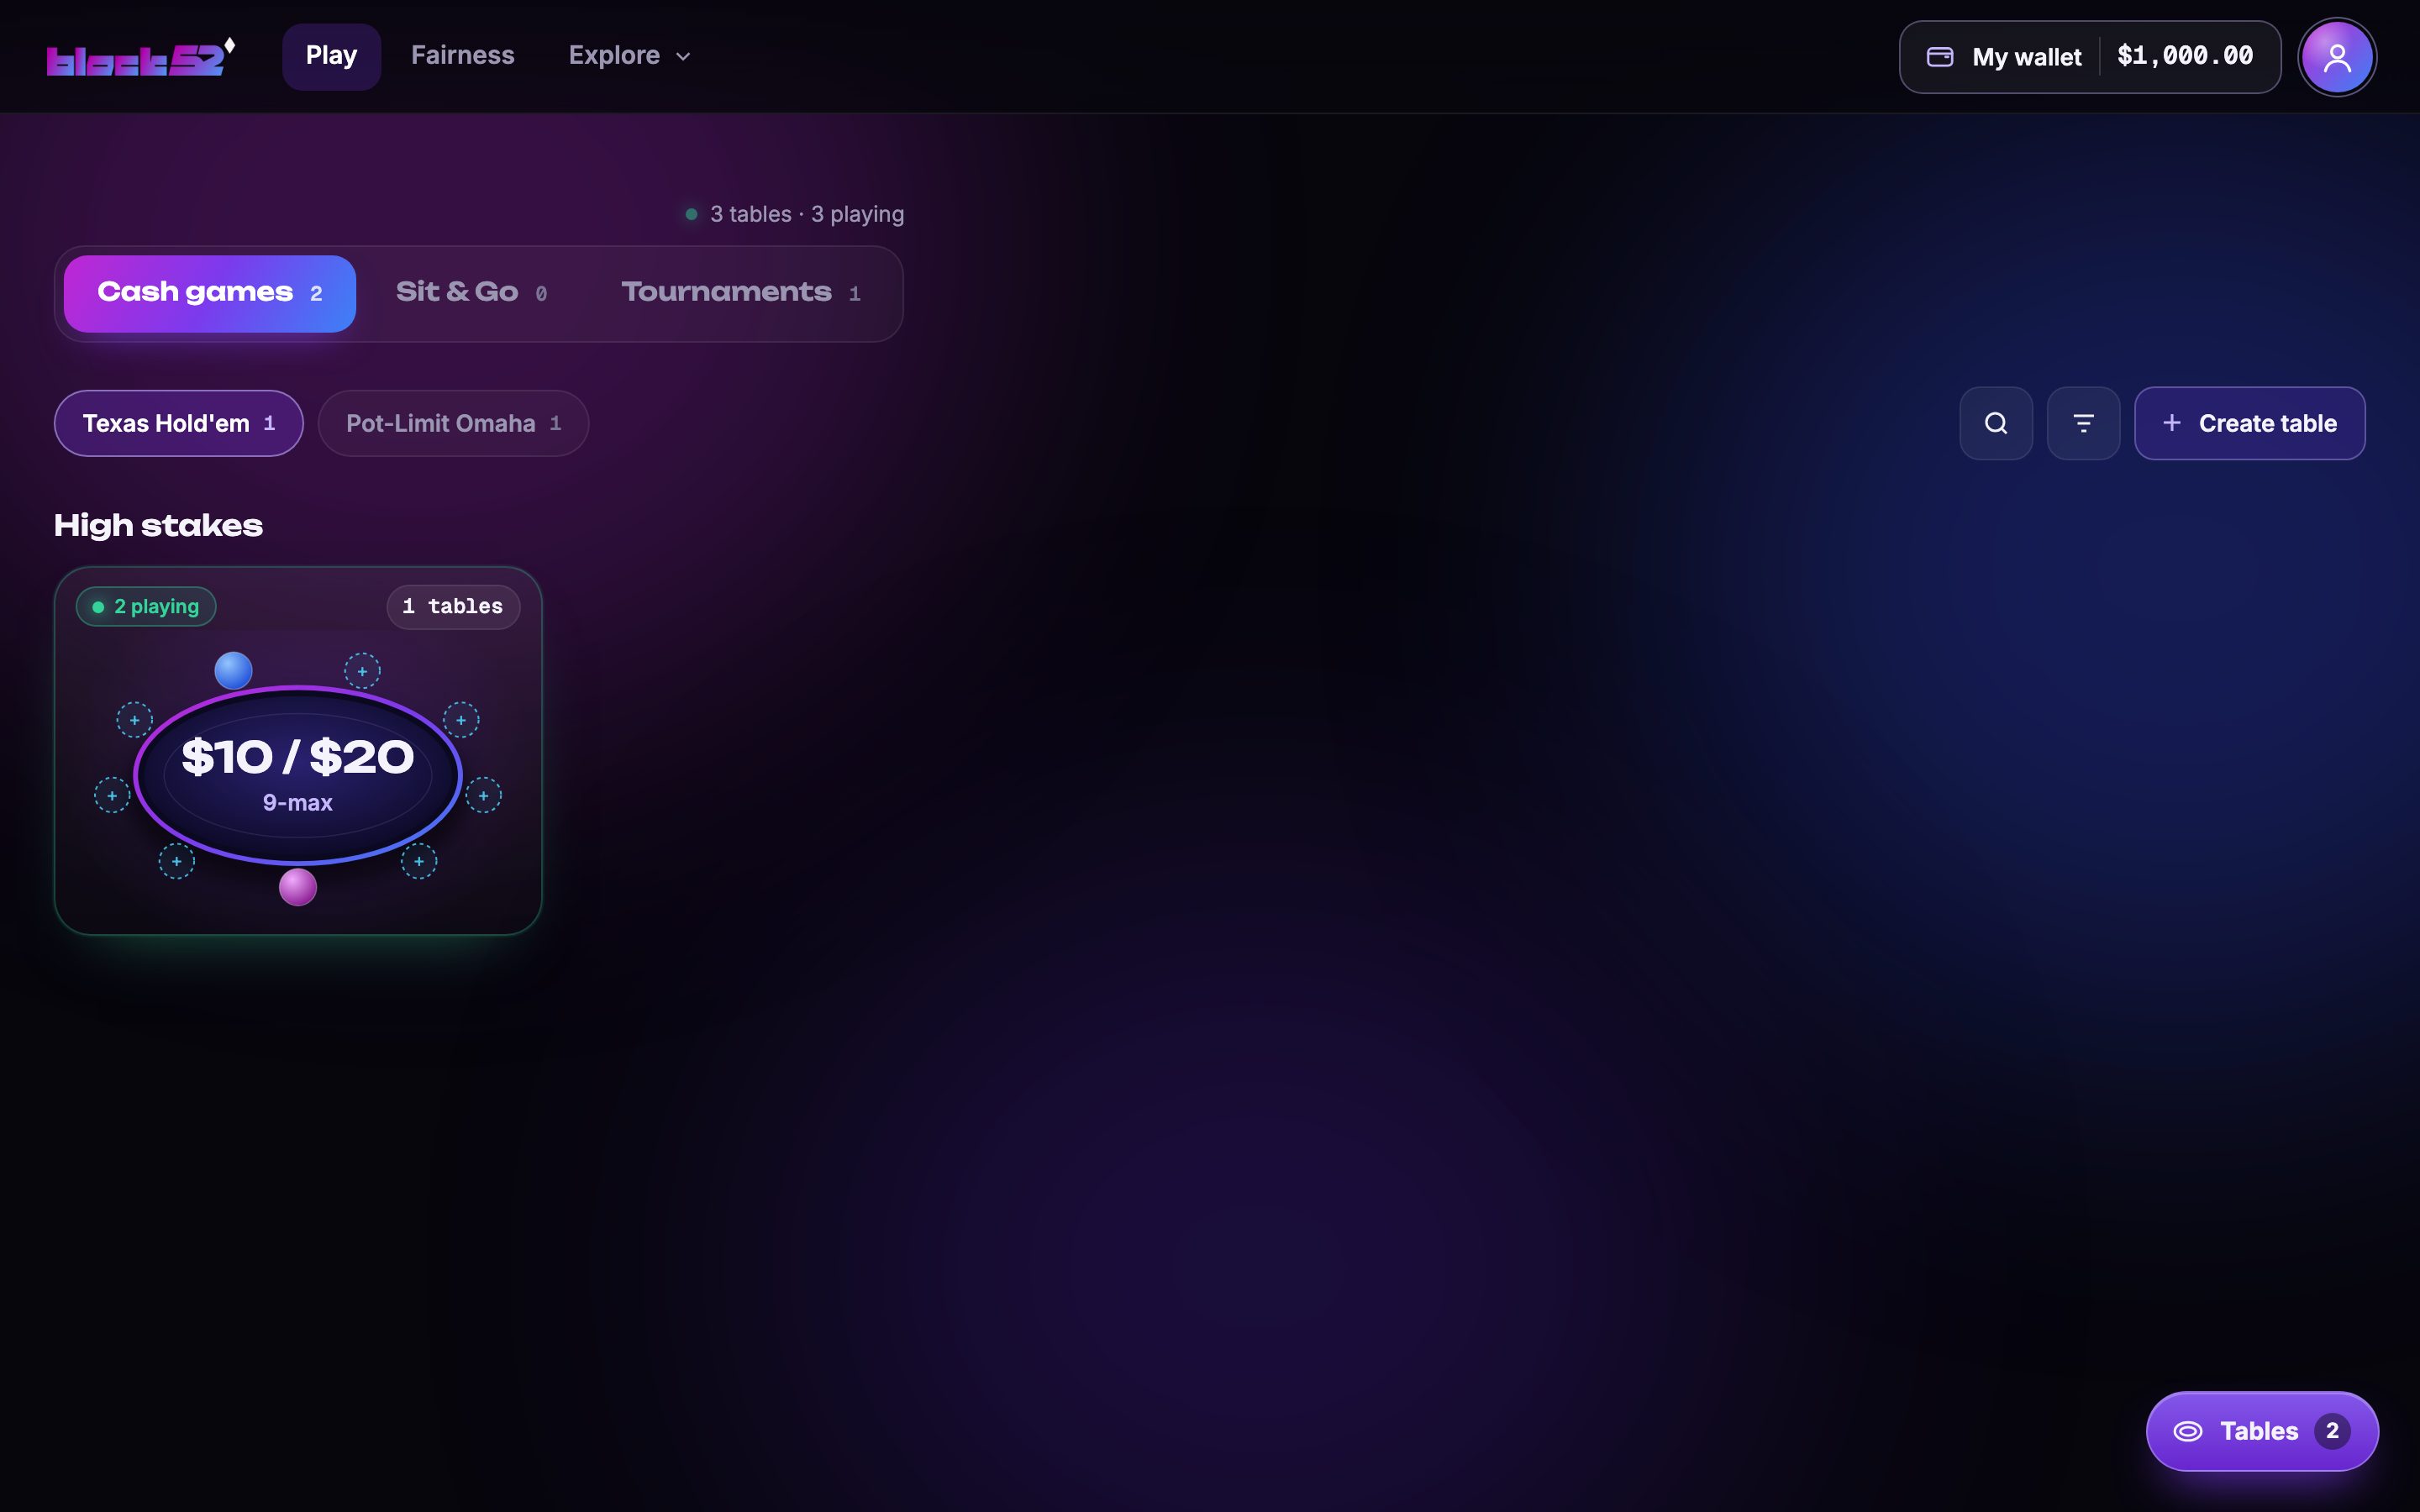 block52
Play
Fairness
Explore
My wallet
$1,000.00
3 tables · 3 playing
Cash games 2
Sit & Go 0
Tournaments 1
Texas Hold'em 1
Pot-Limit Omaha 1
+ Create table
High stakes
2 playing
1 tables
$10 / $20
9-max
Tables 2